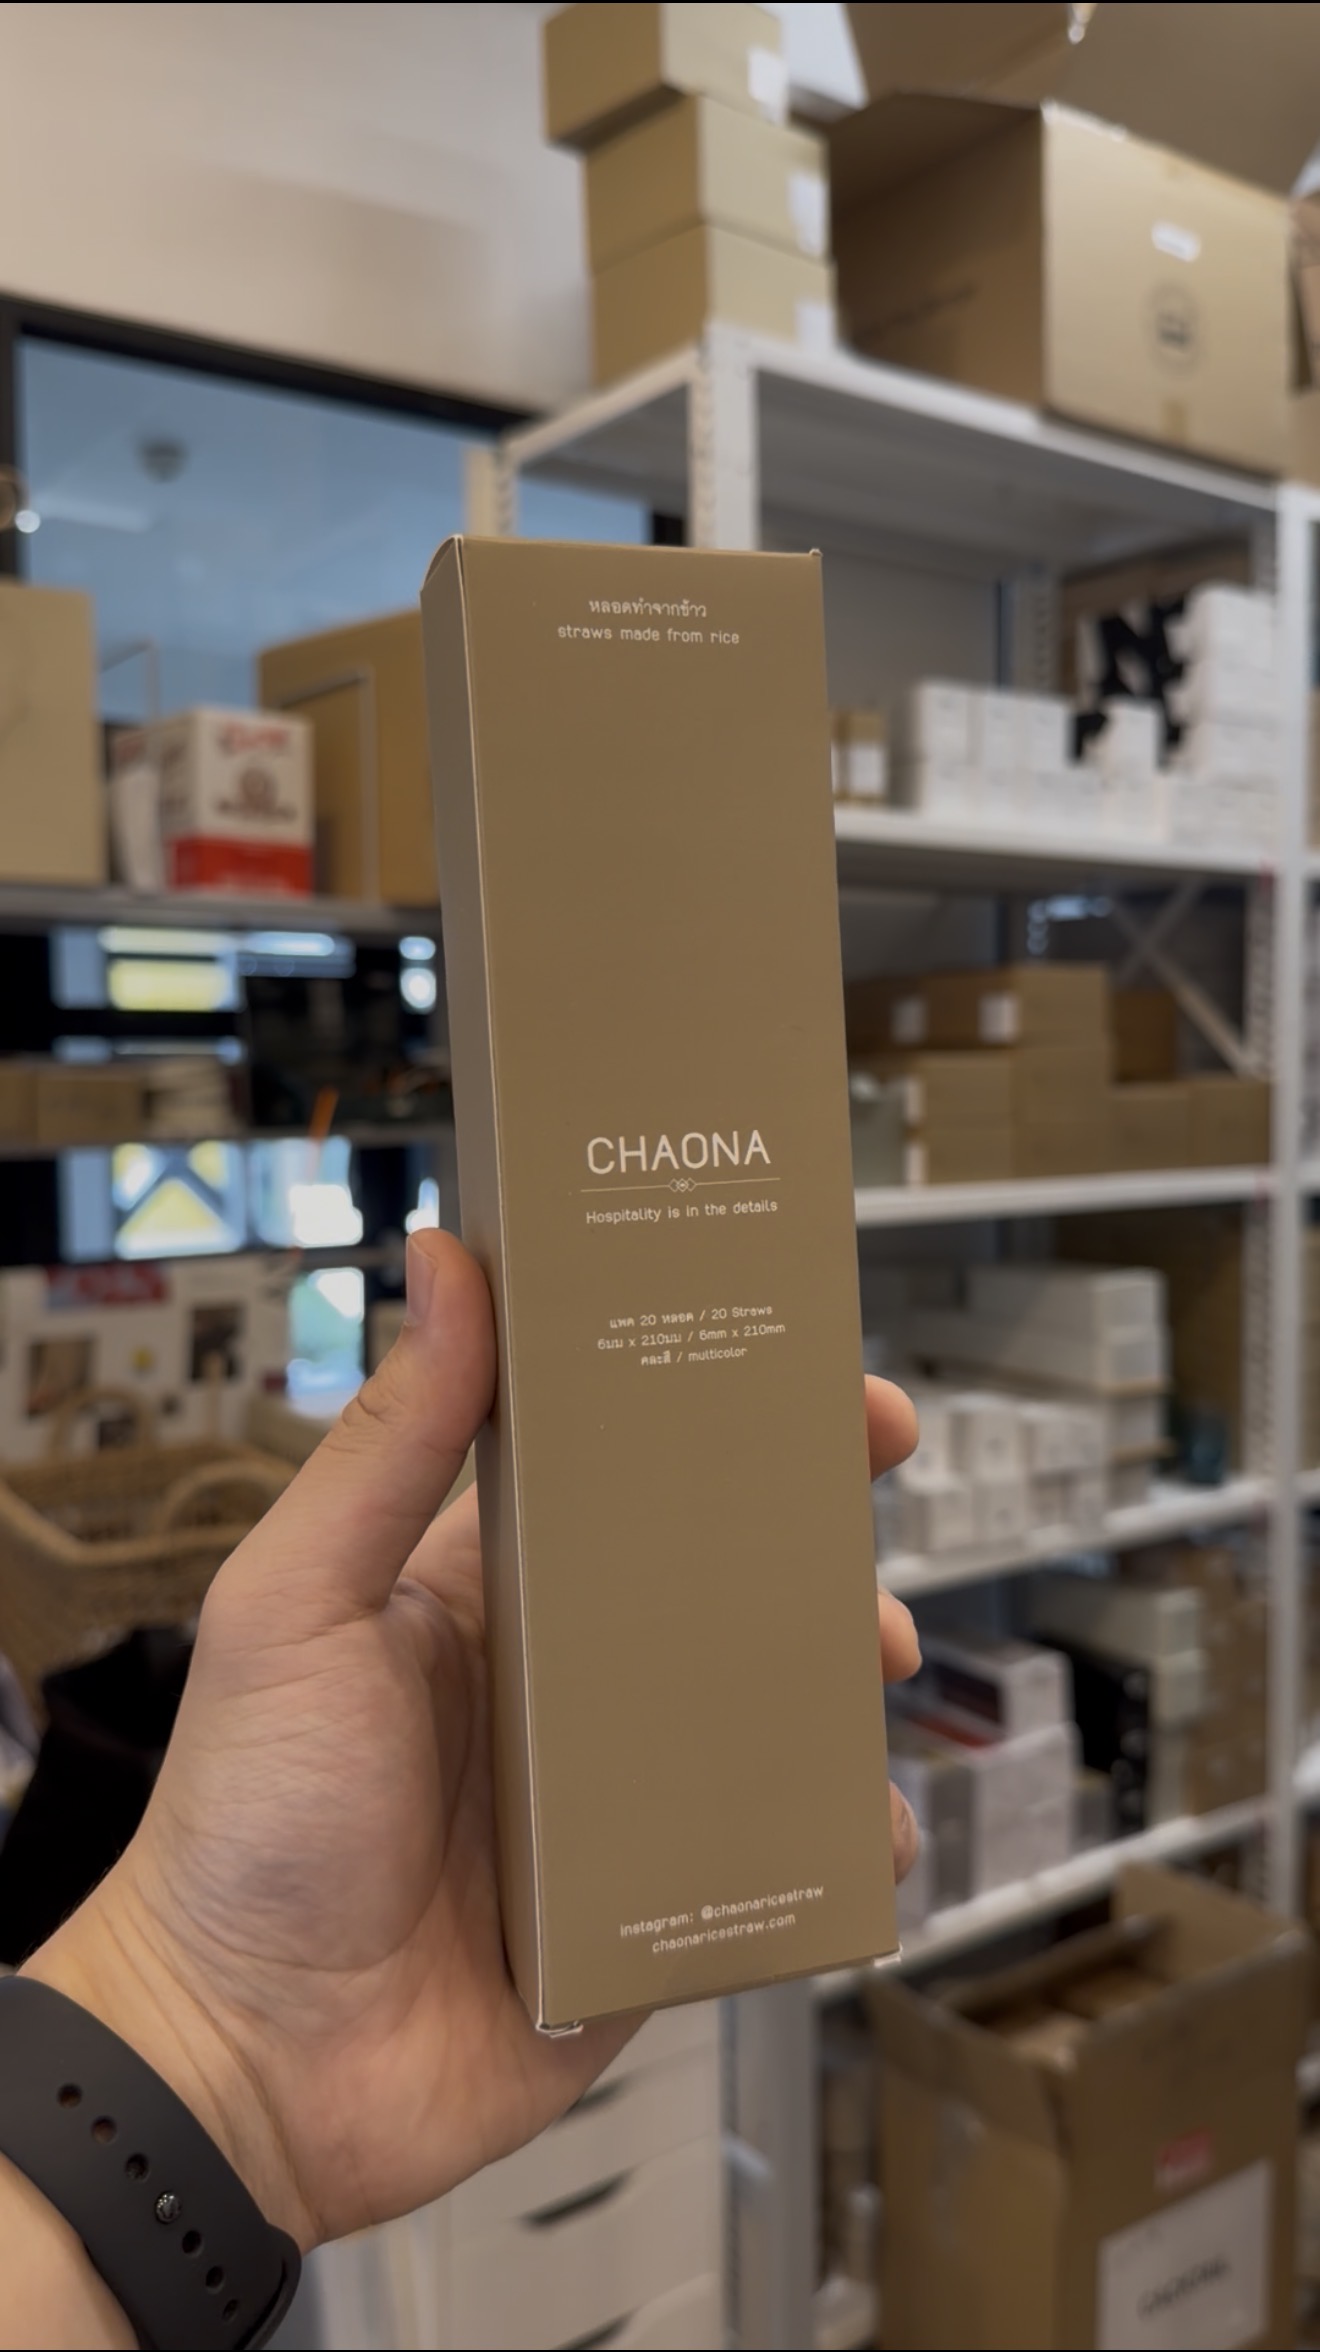 หลอดทำจากข้าว
straws made from rice
CHAONA
Hospitality is in the details
แพค 20 หลอด / 20 Straws
6มม x 210มม / 6mm x 210mm
คละสี / multicolor
instagram: @chaonaricestraw
chaonaricestraw.com